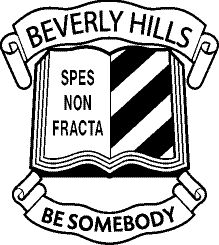 BEVERLY HILLS
SPES
NON
FRACTA
BE SOMEBODY